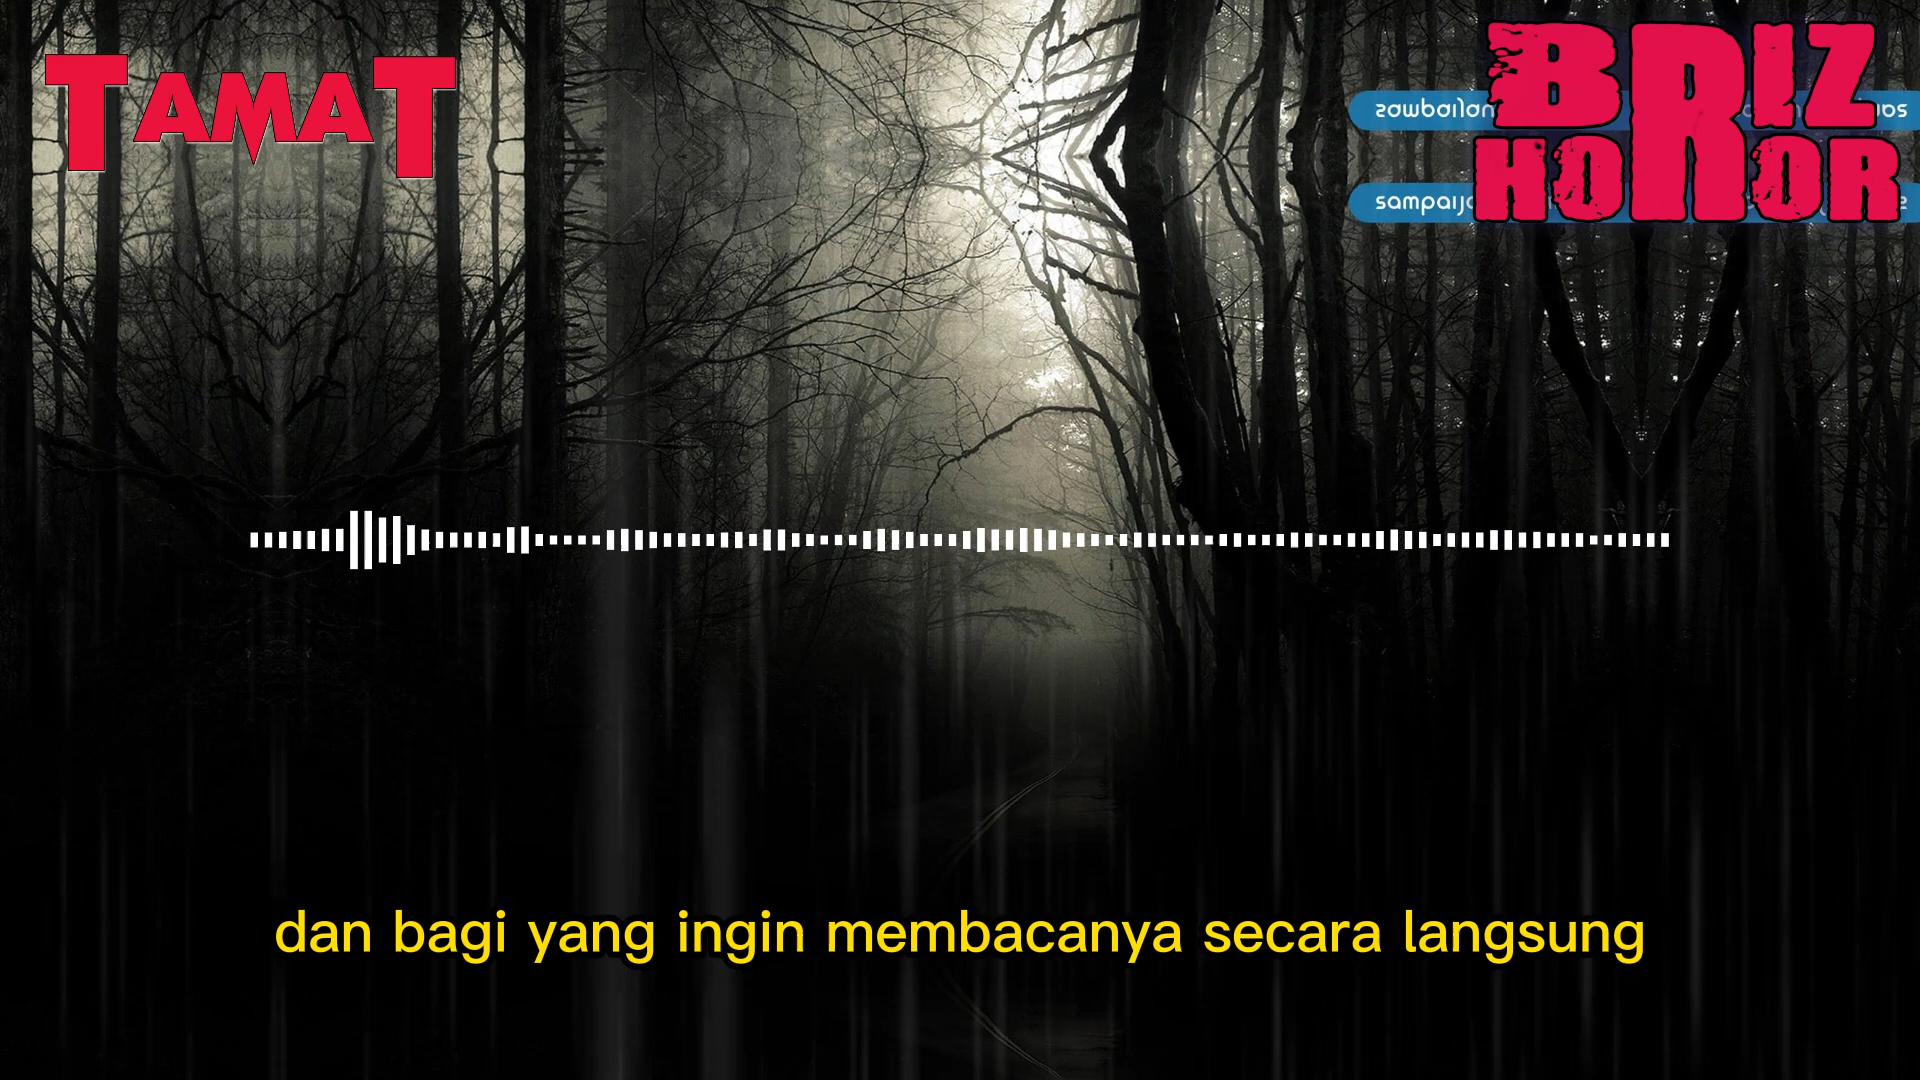 TAMAT
BRIZ
HOROR
dan bagi yang ingin membacanya secara langsung